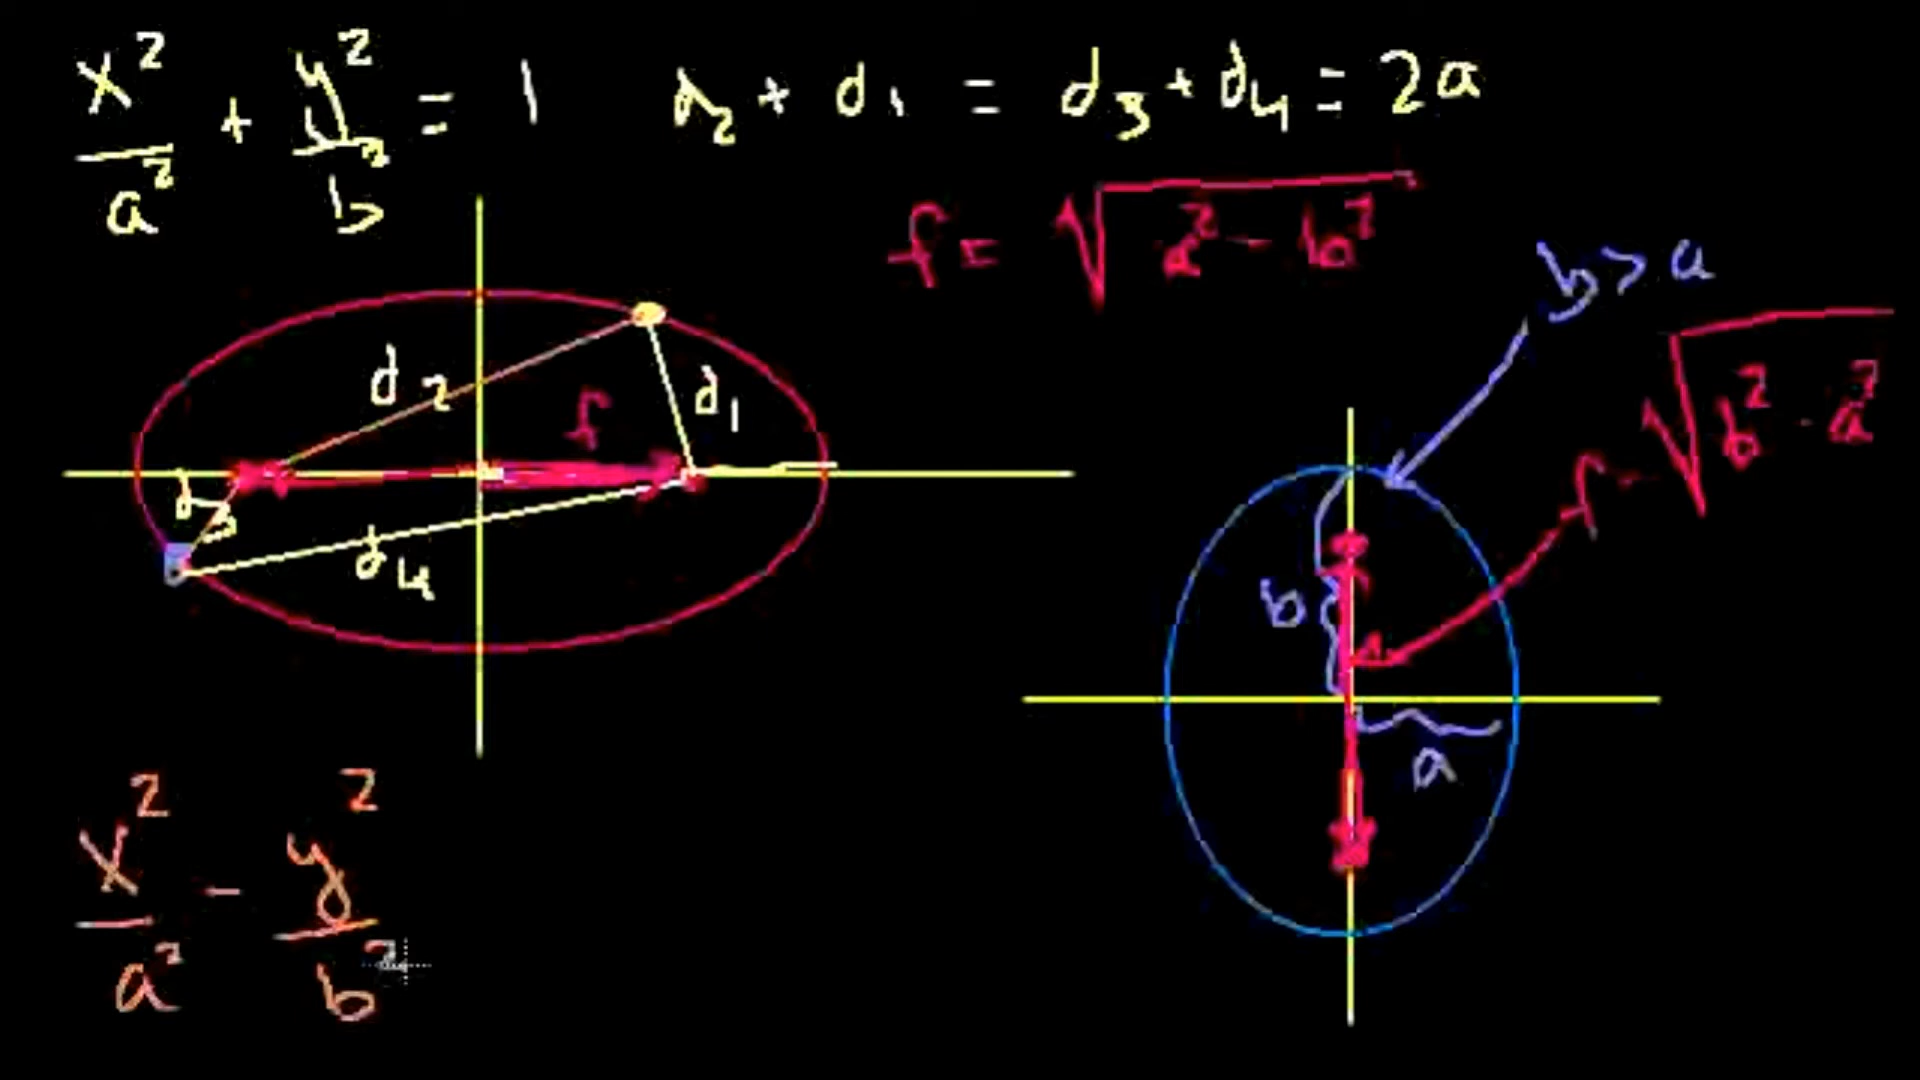 x²/a² + y²/b² = 1 d₂ + d₁ = d₃ + d₄ = 2a
f = √(a² - b²)
b > a
d₂
f
d₁
f = √(b² - a²)
d₃
d₄
b
a
x²/a² - y²/b²